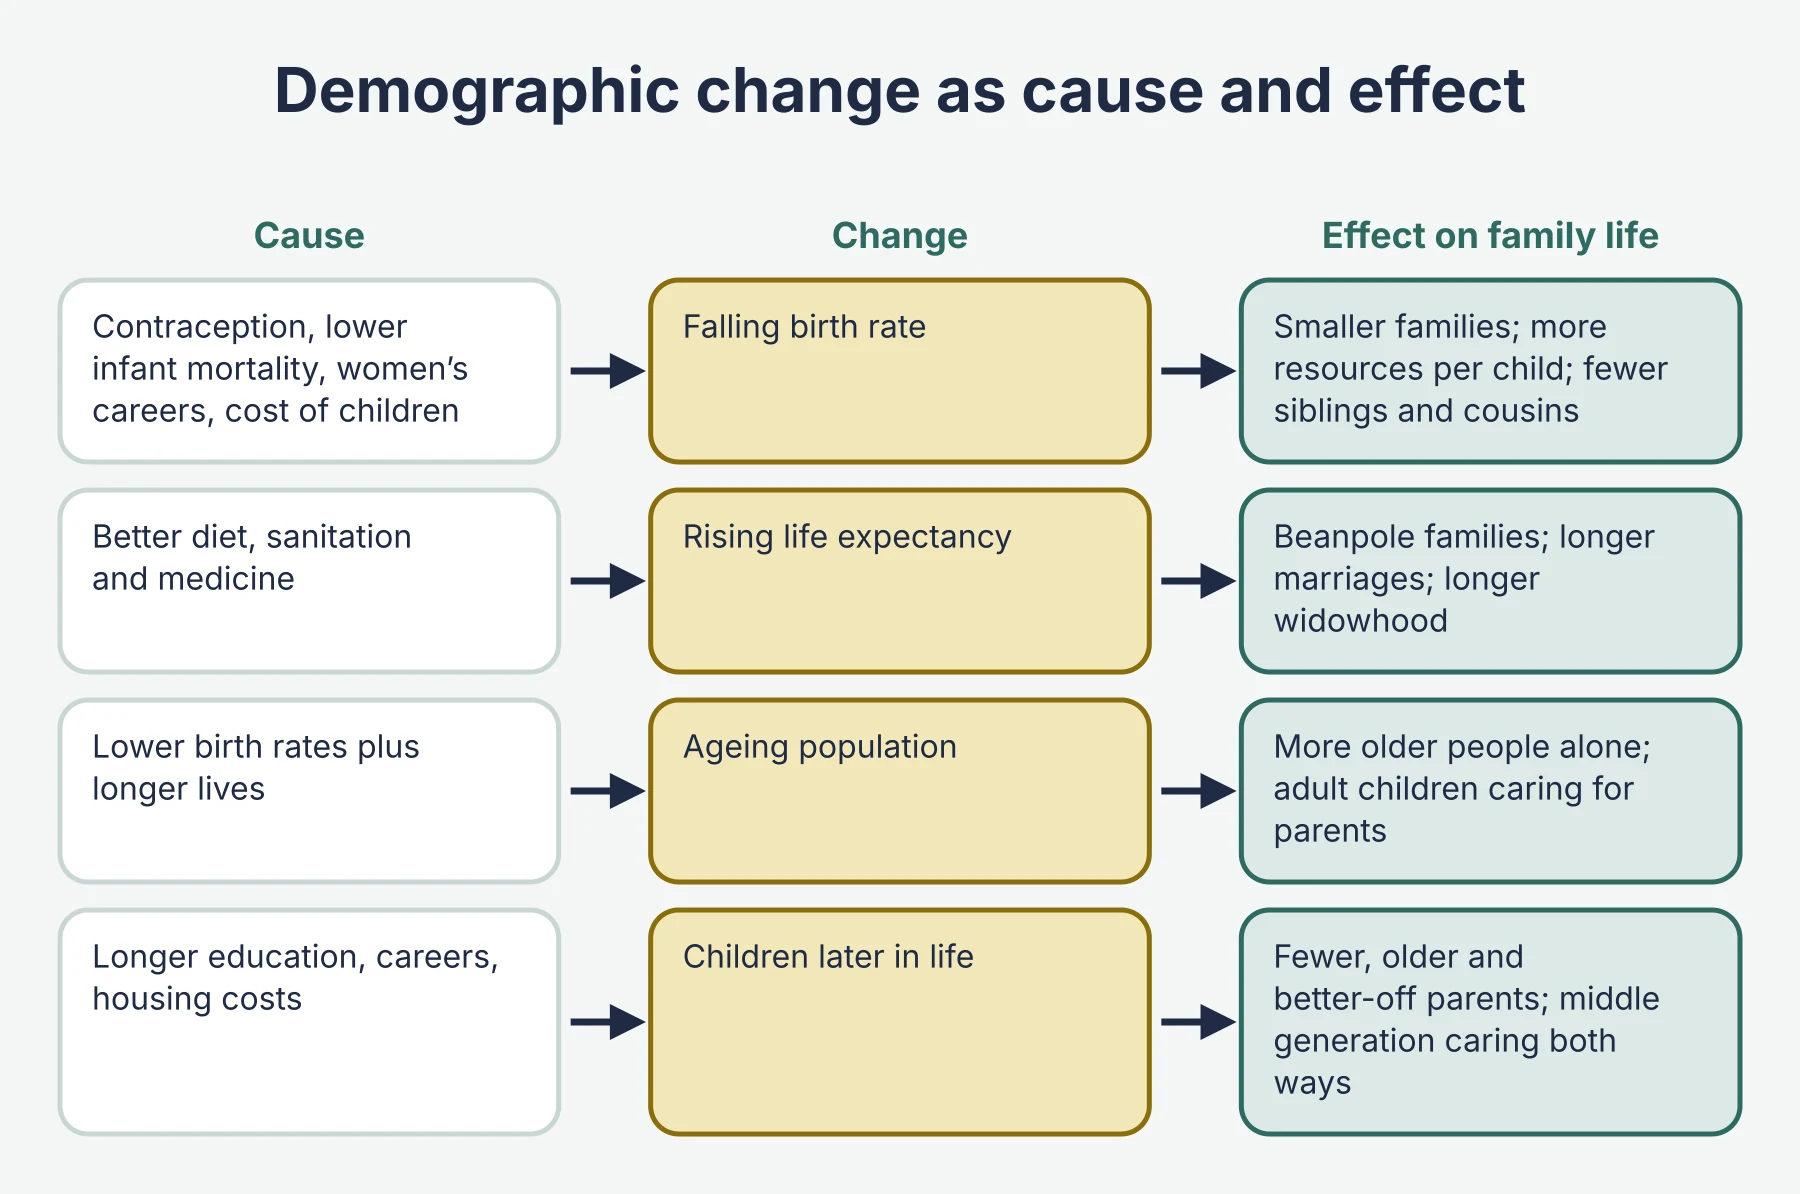 Demographic change as cause and effect
Cause
Change
Effect on family life
Contraception, lower
infant mortality, women’s
careers, cost of children
Falling birth rate
Smaller families; more
resources per child; fewer
siblings and cousins
Better diet, sanitation
and medicine
Rising life expectancy
Beanpole families; longer
marriages; longer
widowhood
Lower birth rates plus
longer lives
Ageing population
More older people alone;
adult children caring for
parents
Longer education, careers,
housing costs
Children later in life
Fewer, older and
better-off parents; middle
generation caring both
ways